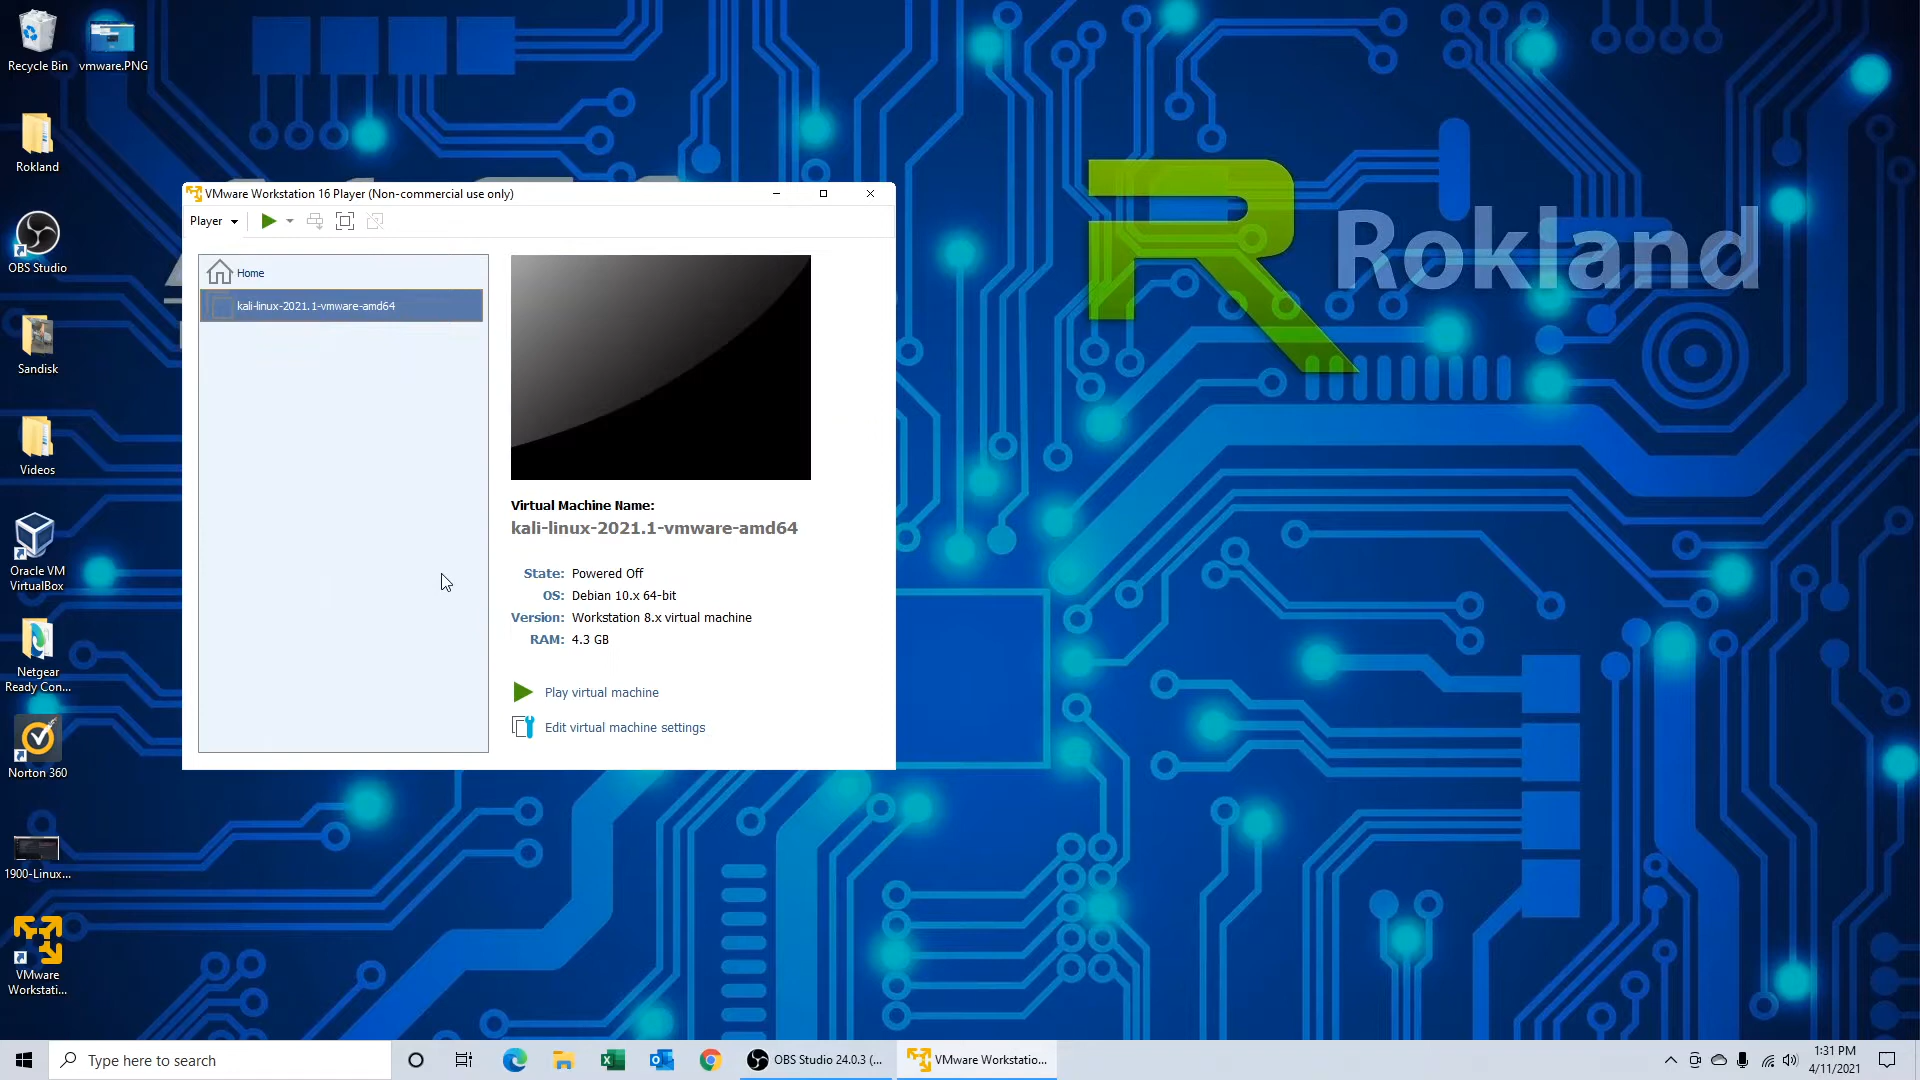 Recycle Bin
vmware.PNG
Rokland
OBS Studio
Sandisk
Videos
Oracle VM
VirtualBox
Netgear
Ready Con...
Norton 360
1900-Linux...
VMware
Workstati...
VMware Workstation 16 Player (Non-commercial use only)
Player
Home
kali-linux-2021.1-vmware-amd64
Virtual Machine Name:
kali-linux-2021.1-vmware-amd64
State: Powered Off
OS: Debian 10.x 64-bit
Version: Workstation 8.x virtual machine
RAM: 4.3 GB
Play virtual machine
Edit virtual machine settings
Rokland
Type here to search
OBS Studio 24.0.3 (...
VMware Workstatio...
1:31 PM
4/11/2021